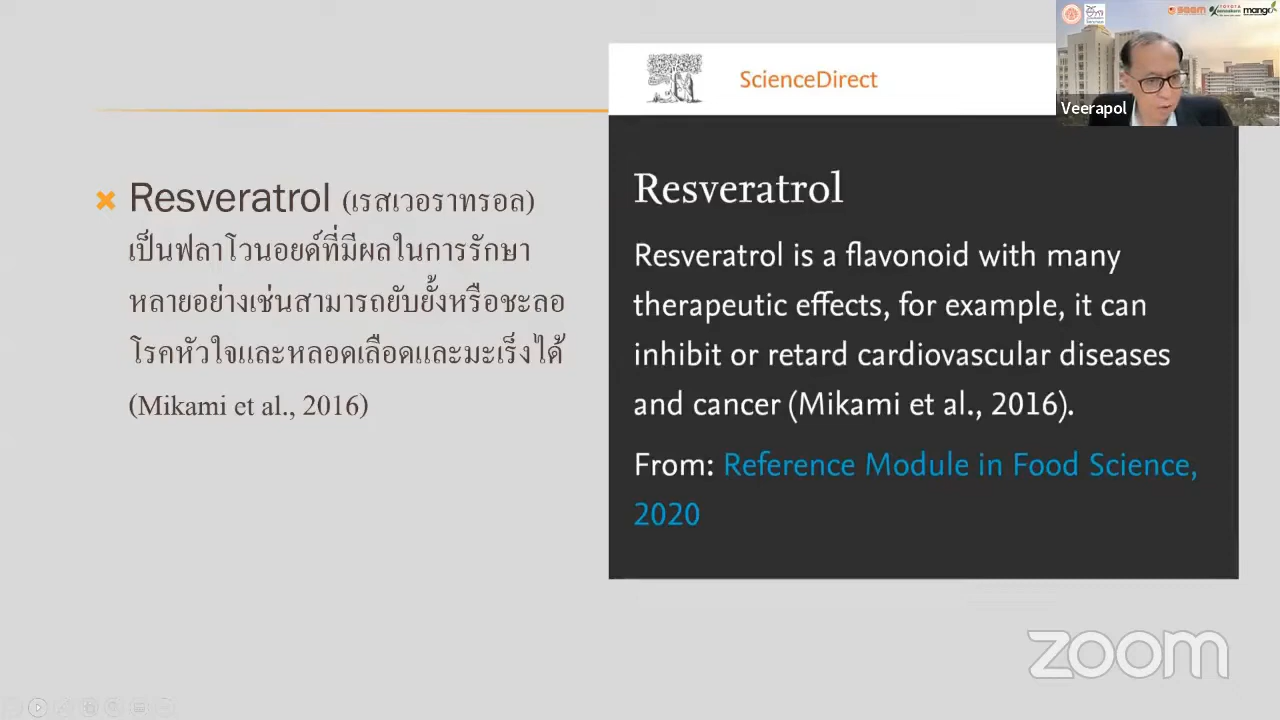 ScienceDirect
Veerapol
Resveratrol (เรสเวอราทรอล)
เป็นฟลาโวนอยด์ที่มีผลในการรักษา
หลายอย่างเช่นสามารถยับยั้งหรือชะลอ
โรคหัวใจและหลอดเลือดและมะเร็งได้
(Mikami et al., 2016)
Resveratrol
Resveratrol is a flavonoid with many
therapeutic effects, for example, it can
inhibit or retard cardiovascular diseases
and cancer (Mikami et al., 2016).
From: Reference Module in Food Science,
2020
zoom